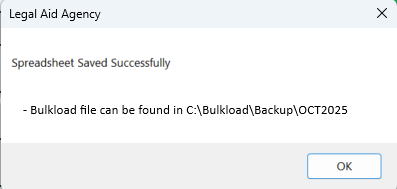 Legal Aid Agency
Spreadsheet Saved Successfully
- Bulkload file can be found in C:\Bulkload\Backup\OCT2025
OK